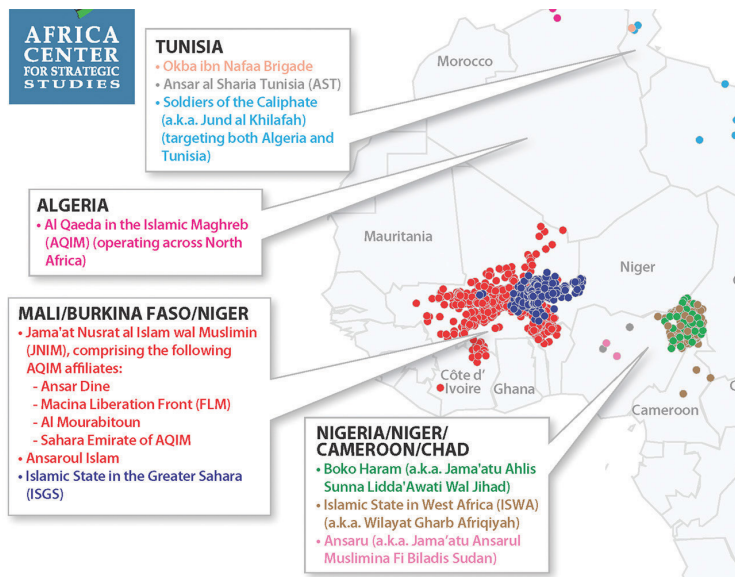 AFRICA
CENTER
FOR STRATEGIC
STUDIES
TUNISIA
• Okba ibn Nafaa Brigade
• Ansar al Sharia Tunisia (AST)
• Soldiers of the Caliphate
(a.k.a. Jund al Khilafah)
(targeting both Algeria and
Tunisia)
Morocco
ALGERIA
• Al Qaeda in the Islamic Maghreb
(AQIM) (operating across North
Africa)
Mauritania
Niger
MALI/BURKINA FASO/NIGER
• Jama'at Nusrat al Islam wal Muslimin
(JNIM), comprising the following
AQIM affiliates:
- Ansar Dine
- Macina Liberation Front (FLM)
- Al Mourabitoun
- Sahara Emirate of AQIM
• Ansaroul Islam
• Islamic State in the Greater Sahara
(ISGS)
Côte d'
Ivoire
Ghana
Cameroon
NIGERIA/NIGER/
CAMEROON/CHAD
• Boko Haram (a.k.a. Jama'atu Ahlis
Sunna Lidda'Awati Wal Jihad)
• Islamic State in West Africa (ISWA)
(a.k.a. Wilayat Gharb Afriqiyah)
• Ansaru (a.k.a. Jama'atu Ansarul
Muslimina Fi Biladis Sudan)